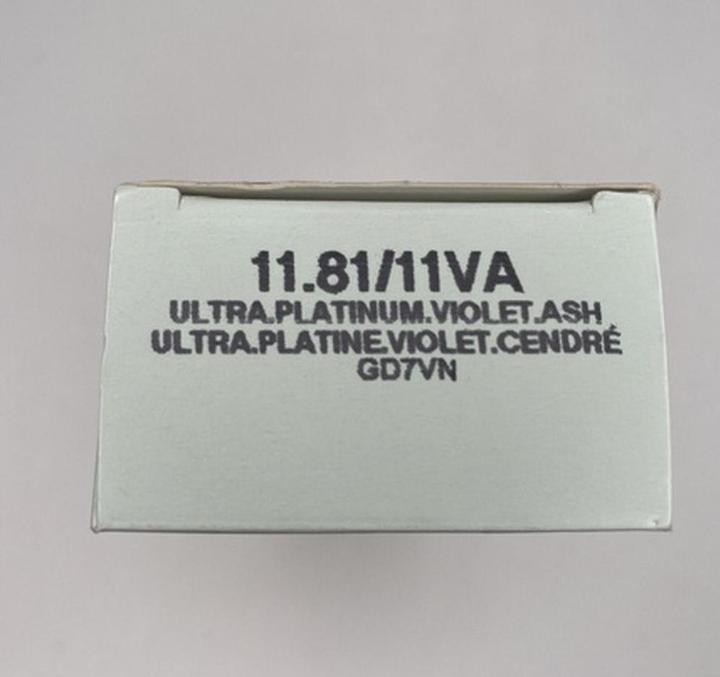 11.81/11VA
ULTRA.PLATINUM.VIOLET.ASH
ULTRA.PLATINE.VIOLET.CENDRÉ
GD7VN